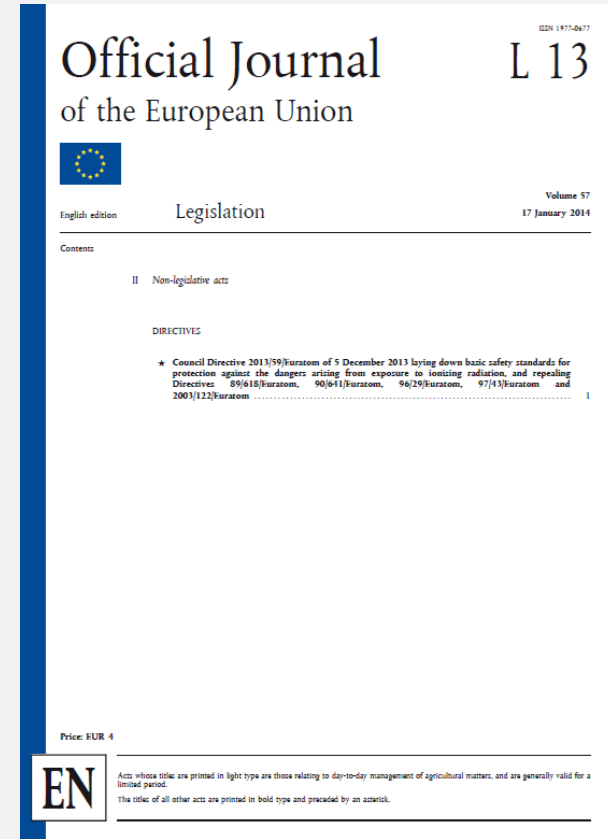 ISSN 1977-0677
Official Journal
L 13
of the European Union
Volume 57
English edition
Legislation
17 January 2014
Contents
II Non-legislative acts
DIRECTIVES
★ Council Directive 2013/59/Euratom of 5 December 2013 laying down basic safety standards for
protection against the dangers arising from exposure to ionising radiation, and repealing
Directives 89/618/Euratom, 90/641/Euratom, 96/29/Euratom, 97/43/Euratom and
2003/122/Euratom ........................................................................ 1
Price: EUR 4
EN
Acts whose titles are printed in light type are those relating to day-to-day management of agricultural matters, and are generally valid for a
limited period.
The titles of all other acts are printed in bold type and preceded by an asterisk.